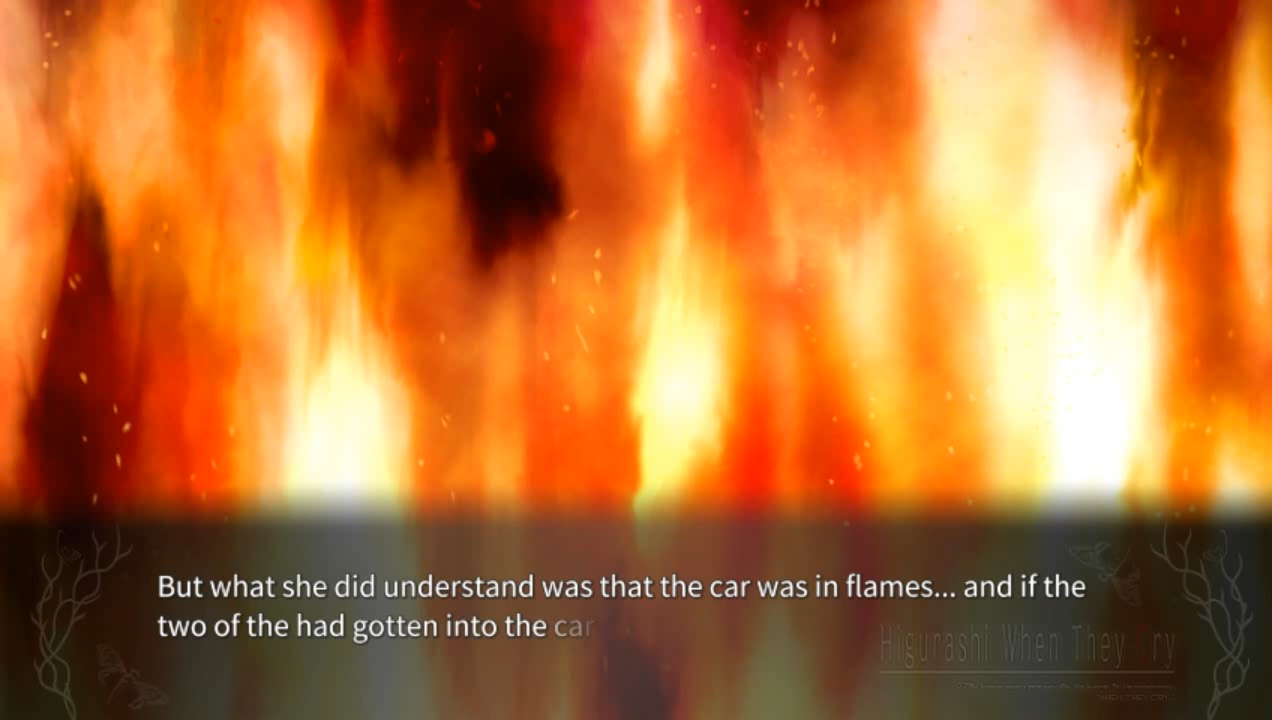 But what she did understand was that the car was in flames... and if the
two of the had gotten into the car
Higurashi When They Cry